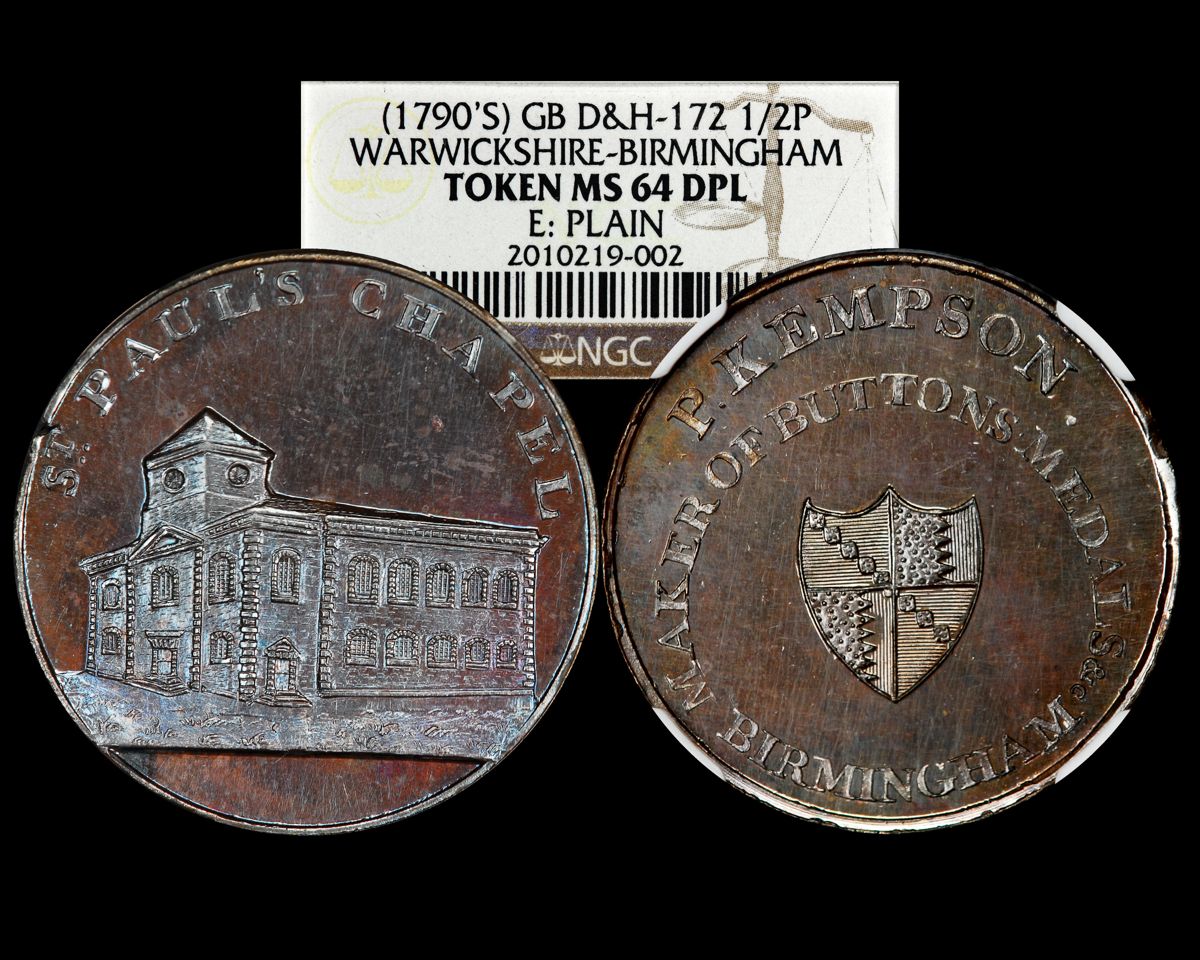 (1790'S) GB D&H-172 1/2P
WARWICKSHIRE-BIRMINGHAM
TOKEN MS 64 DPL
E: PLAIN
2010219-002
NGC
ST. PAUL'S CHAPEL
P. KEMPSON.
MAKER OF BUTTONS·MEDALS &c
BIRMINGHAM